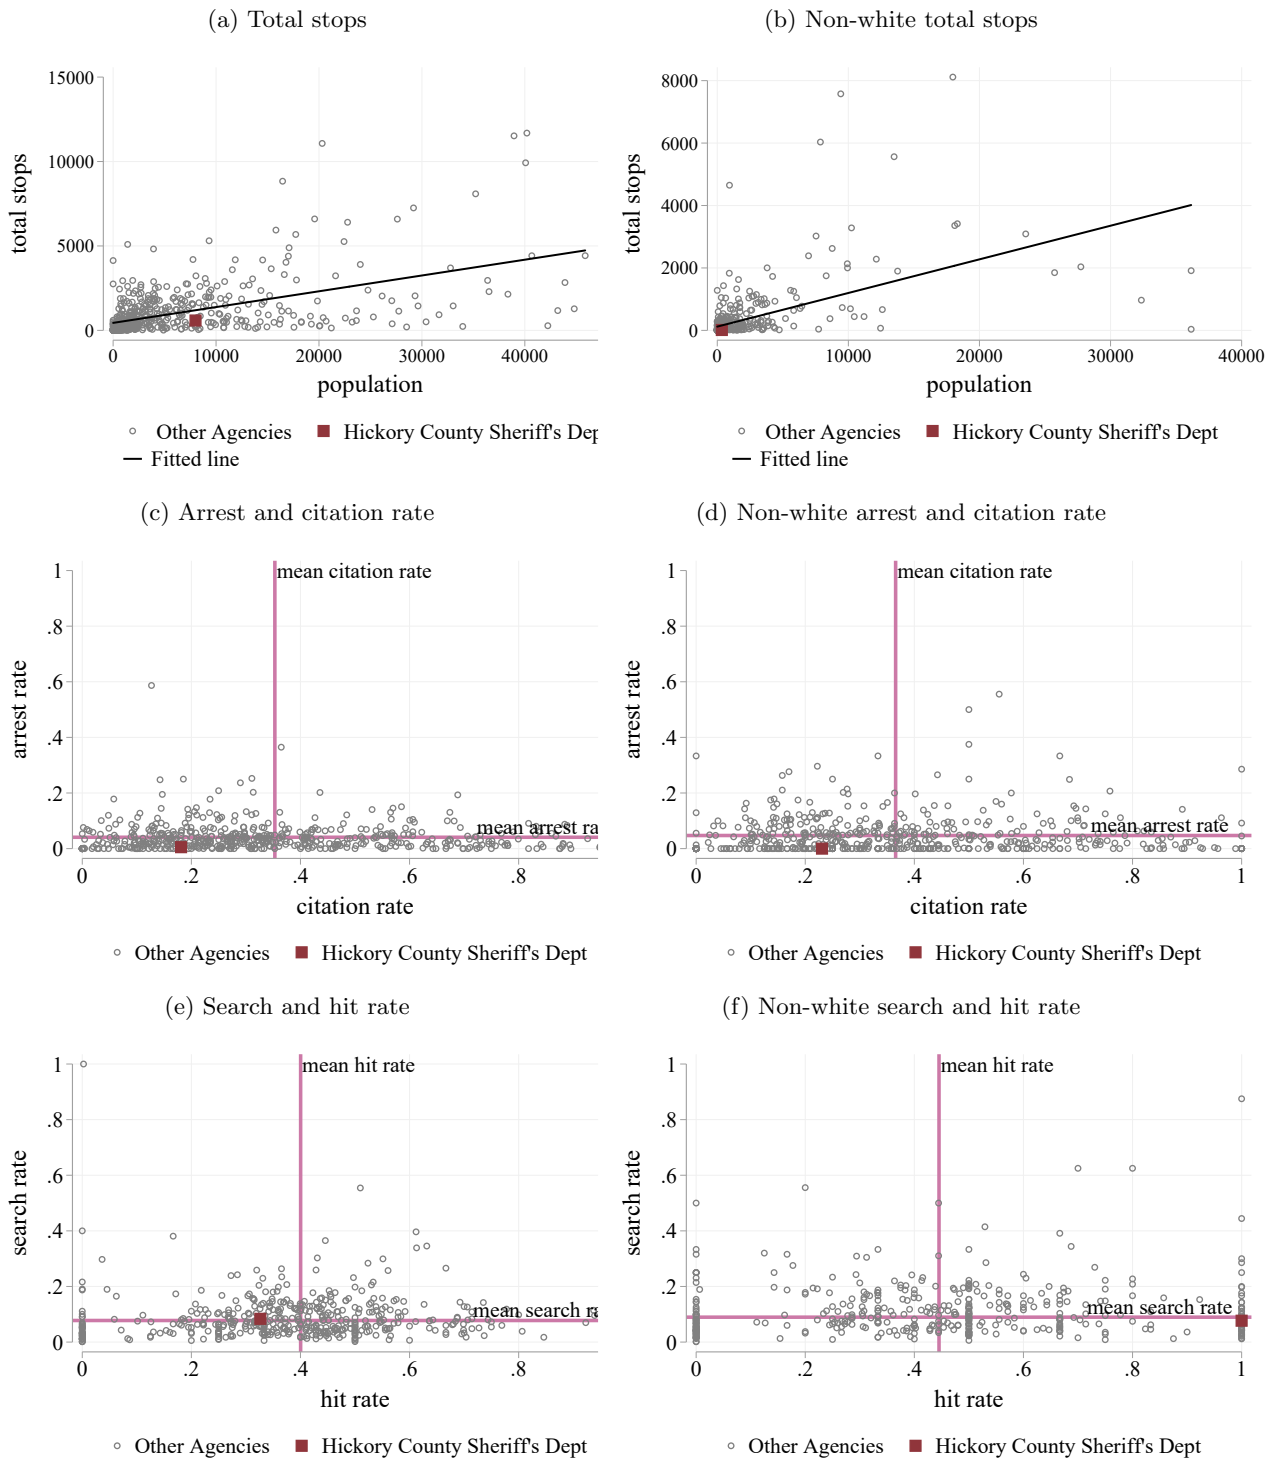 (a) Total stops
(b) Non-white total stops
total stops
15000
10000
5000
0
0 10000 20000 30000 40000
population
Other Agencies Hickory County Sheriff's Dep
Fitted line
total stops
8000
6000
4000
2000
0
0 10000 20000 30000 40000
population
Other Agencies Hickory County Sheriff's Dept
Fitted line
(c) Arrest and citation rate
(d) Non-white arrest and citation rate
arrest rate
1
.8
.6
.4
.2
0
mean citation rate
mean arrest ra
0 .2 .4 .6 .8
citation rate
Other Agencies Hickory County Sheriff's Dept
arrest rate
1
.8
.6
.4
.2
0
mean citation rate
mean arrest rate
0 .2 .4 .6 .8 1
citation rate
Other Agencies Hickory County Sheriff's Dept
(e) Search and hit rate
(f) Non-white search and hit rate
search rate
1
.8
.6
.4
.2
0
mean hit rate
mean search ra
0 .2 .4 .6 .8
hit rate
Other Agencies Hickory County Sheriff's Dept
search rate
1
.8
.6
.4
.2
0
mean hit rate
mean search rate
0 .2 .4 .6 .8 1
hit rate
Other Agencies Hickory County Sheriff's Dept